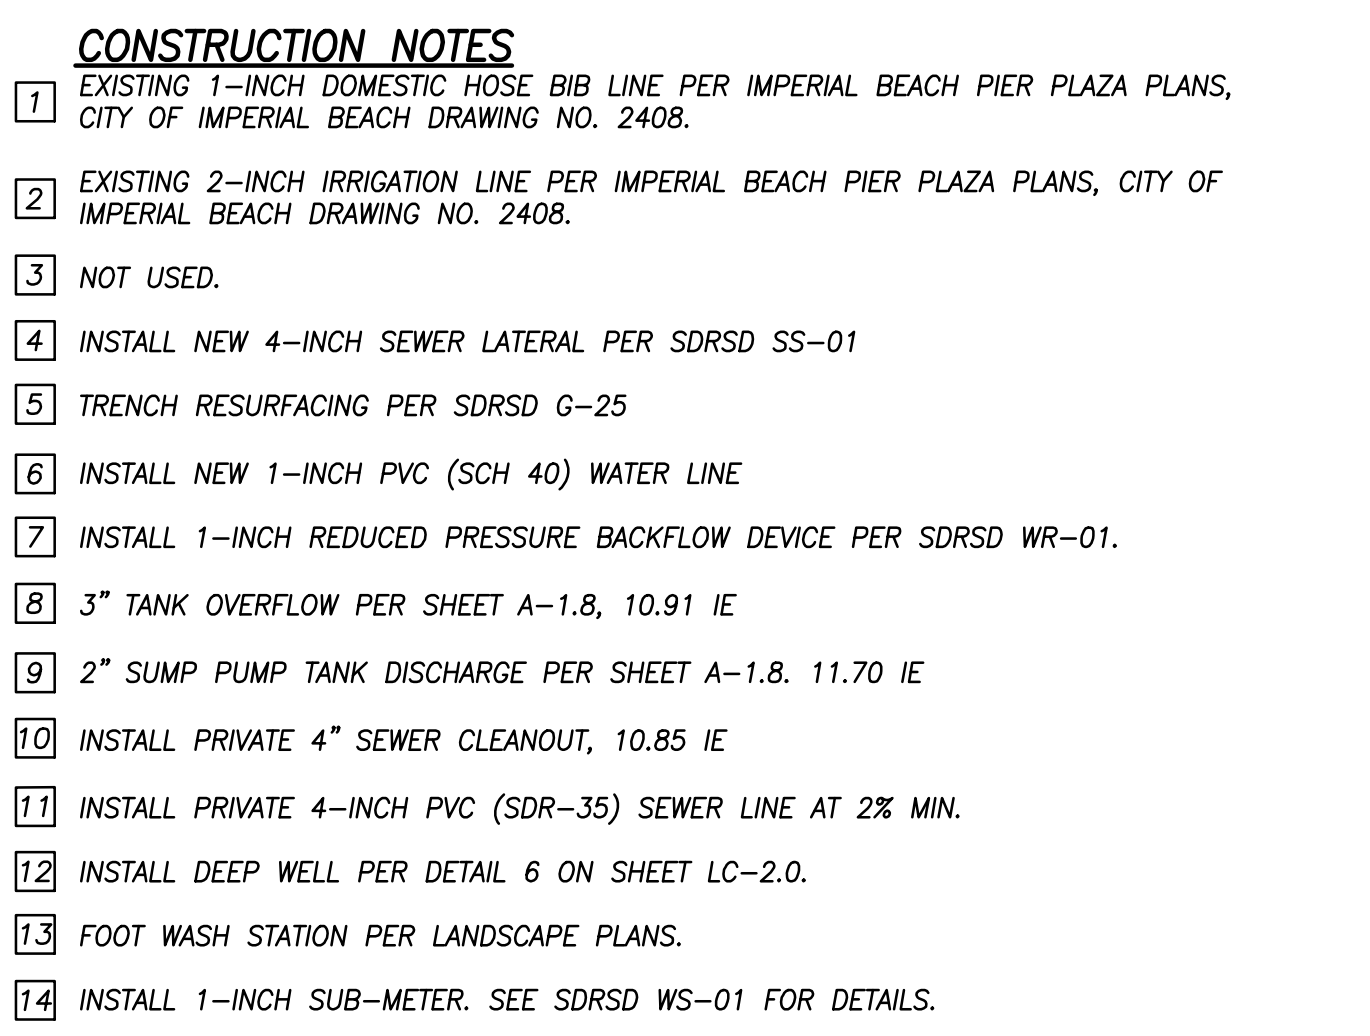 CONSTRUCTION NOTES
1 EXISTING 1-INCH DOMESTIC HOSE BIB LINE PER IMPERIAL BEACH PIER PLAZA PLANS,
CITY OF IMPERIAL BEACH DRAWING NO. 2408.
2 EXISTING 2-INCH IRRIGATION LINE PER IMPERIAL BEACH PIER PLAZA PLANS, CITY OF
IMPERIAL BEACH DRAWING NO. 2408.
3 NOT USED.
4 INSTALL NEW 4-INCH SEWER LATERAL PER SDRSD SS-01
5 TRENCH RESURFACING PER SDRSD G-25
6 INSTALL NEW 1-INCH PVC (SCH 40) WATER LINE
7 INSTALL 1-INCH REDUCED PRESSURE BACKFLOW DEVICE PER SDRSD WR-01.
8 3" TANK OVERFLOW PER SHEET A-1.8, 10.91 IE
9 2" SUMP PUMP TANK DISCHARGE PER SHEET A-1.8. 11.70 IE
10 INSTALL PRIVATE 4" SEWER CLEANOUT, 10.85 IE
11 INSTALL PRIVATE 4-INCH PVC (SDR-35) SEWER LINE AT 2% MIN.
12 INSTALL DEEP WELL PER DETAIL 6 ON SHEET LC-2.0.
13 FOOT WASH STATION PER LANDSCAPE PLANS.
14 INSTALL 1-INCH SUB-METER. SEE SDRSD WS-01 FOR DETAILS.